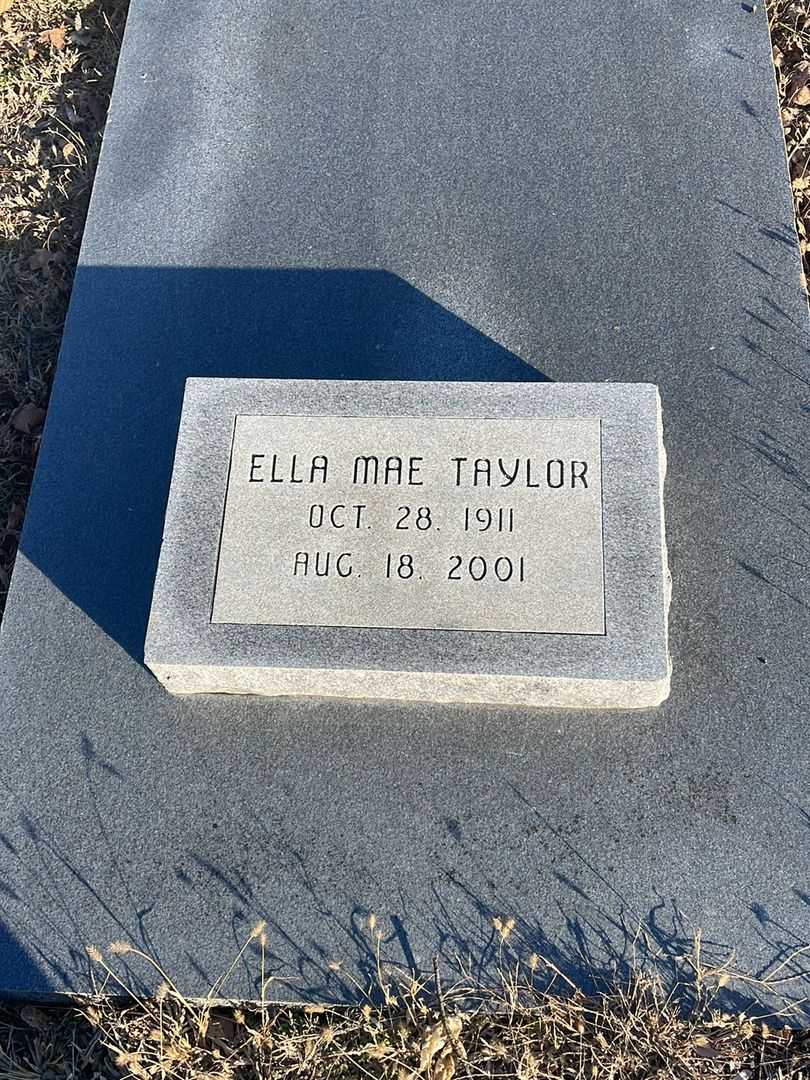 ELLA MAE TAYLOR
OCT. 28. 1911
AUG. 18. 2001